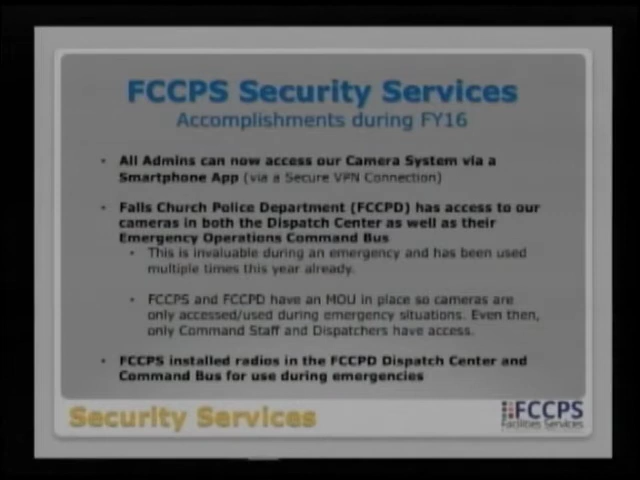 FCCPS Security Services
Accomplishments during FY16
• All Admins can now access our Camera System via a
Smartphone App (via a Secure VPN Connection)
• Falls Church Police Department (FCCPD) has access to our
cameras in both the Dispatch Center as well as their
Emergency Operations Command Bus
• This is invaluable during an emergency and has been used
multiple times this year already.
• FCCPS and FCCPD have an MOU in place so cameras are
only accessed/used during emergency situations. Even then,
only Command Staff and Dispatchers have access.
• FCCPS installed radios in the FCCPD Dispatch Center and
Command Bus for use during emergencies
Security Services
FCCPS
Facilities Services